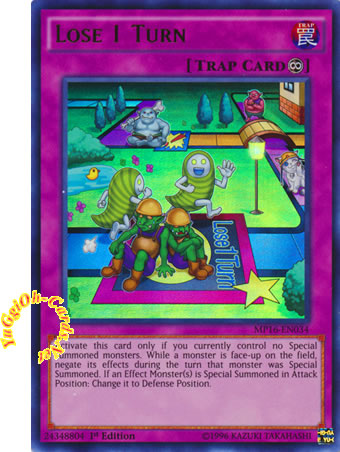 LOSE 1 TURN
TRAP
罠
[TRAP CARD]
Lose 1 Turn
MP16-EN034
Activate this card only if you currently control no Special
Summoned monsters. While a monster is face-up on the field,
negate its effects during the turn that monster was Special
Summoned. If an Effect Monster(s) is Special Summoned in Attack
Position: Change it to Defense Position.
24348804 1st Edition
©1996 KAZUKI TAKAHASHI